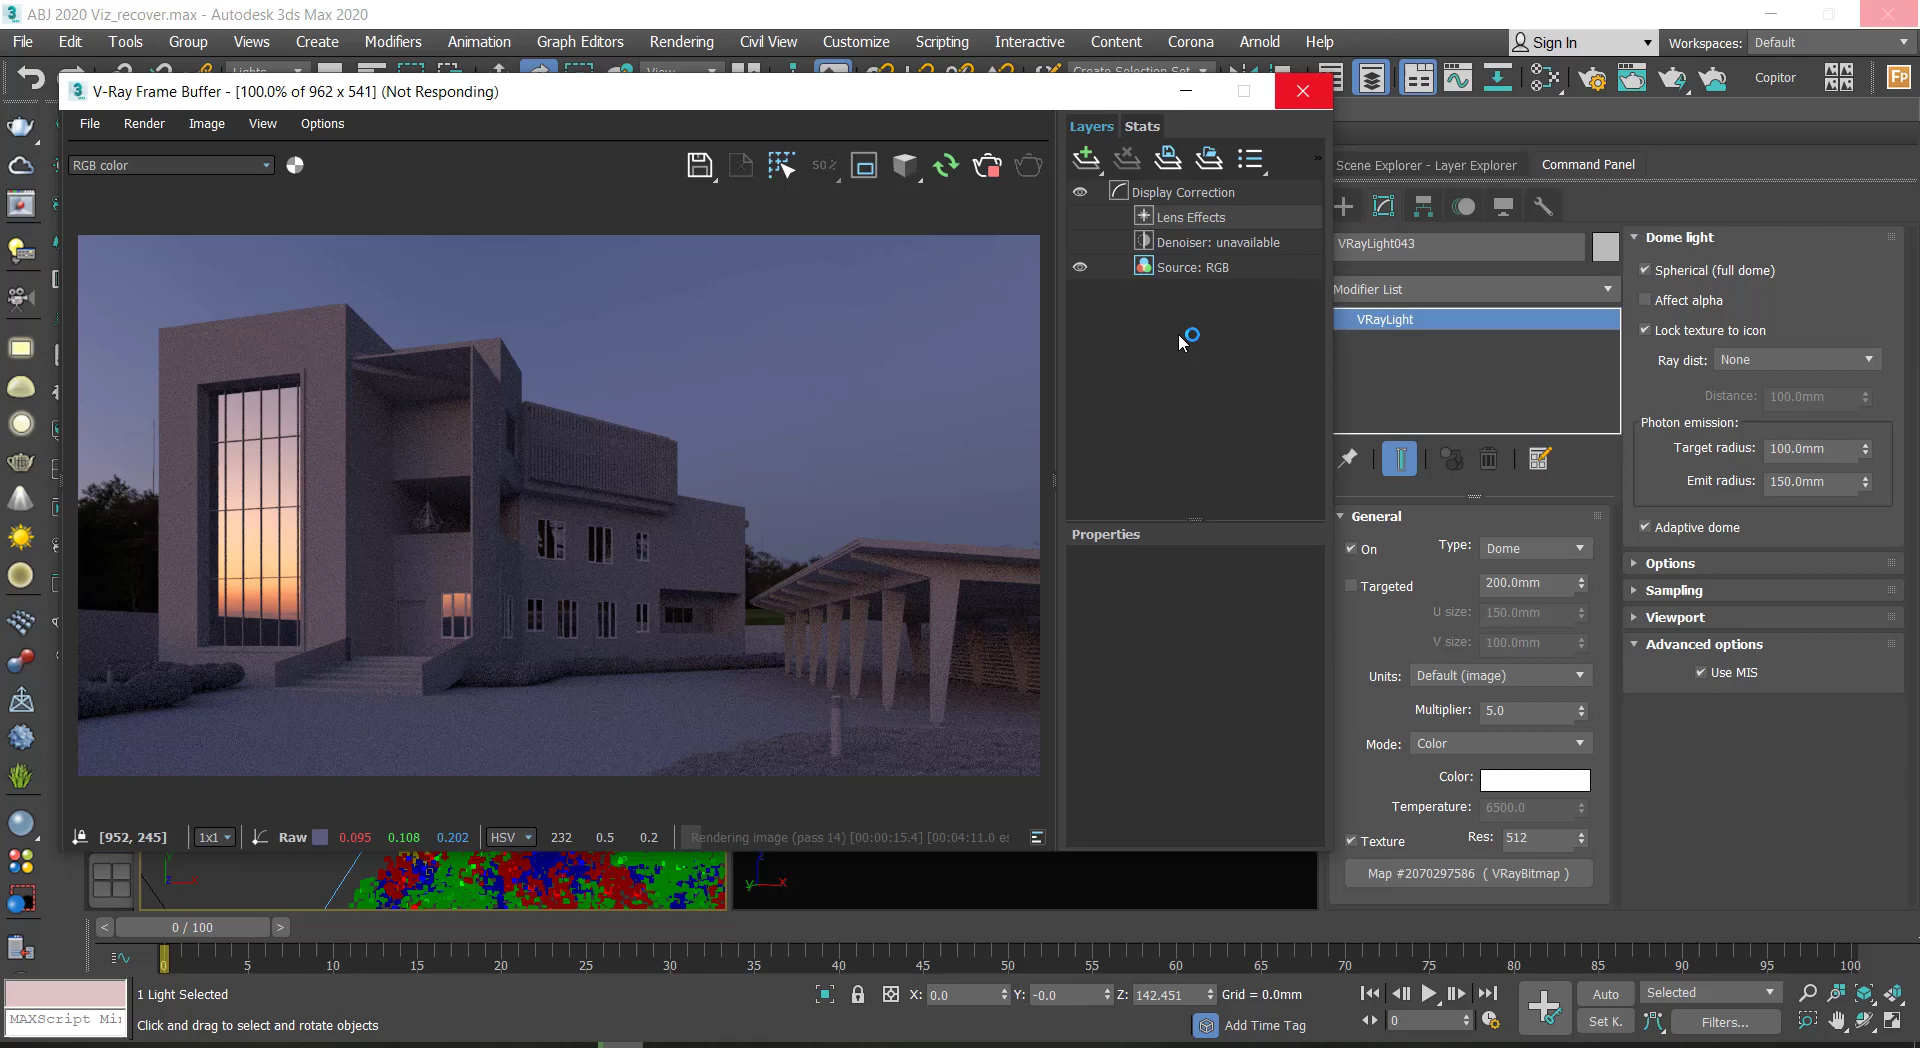 ABJ 2020 Viz_recover.max - Autodesk 3ds Max 2020
File Edit Tools Group Views Create Modifiers Animation Graph Editors Rendering Civil View Customize Scripting Interactive Content Corona Arnold Help
Sign In
Workspaces: Default
Copitor
V-Ray Frame Buffer - [100.0% of 962 x 541] (Not Responding)
File Render Image View Options
RGB color
50%
Layers Stats
Display Correction
Lens Effects
Denoiser: unavailable
Source: RGB
Properties
[952, 245] 1x1 Raw 0.095 0.108 0.202 HSV 232 0.5 0.2 Rendering image (pass 14) [00:00:15.4] [00:04:11.0 es
Scene Explorer - Layer Explorer Command Panel
VRayLight043
Modifier List
VRayLight
General
On Type: Dome
Targeted 200.0mm
U size: 150.0mm
V size: 100.0mm
Units: Default (image)
Multiplier: 5.0
Mode: Color
Color:
Temperature: 6500.0
Texture Res: 512
Map #2070297586 ( VRayBitmap )
Dome light
Spherical (full dome)
Affect alpha
Lock texture to icon
Ray dist: None
Distance: 100.0mm
Photon emission:
Target radius: 100.0mm
Emit radius: 150.0mm
Adaptive dome
Options
Sampling
Viewport
Advanced options
Use MIS
y x z
z y x
< 0 / 100 >
0 5 10 15 20 25 30 35 40 45 50 55 60 65 70 75 80 85 90 95 100
1 Light Selected
X: 0.0 Y: -0.0 Z: 142.451 Grid = 0.0mm
Auto Selected
MAXScript Mi
Click and drag to select and rotate objects
Add Time Tag
0
Set K. Filters...